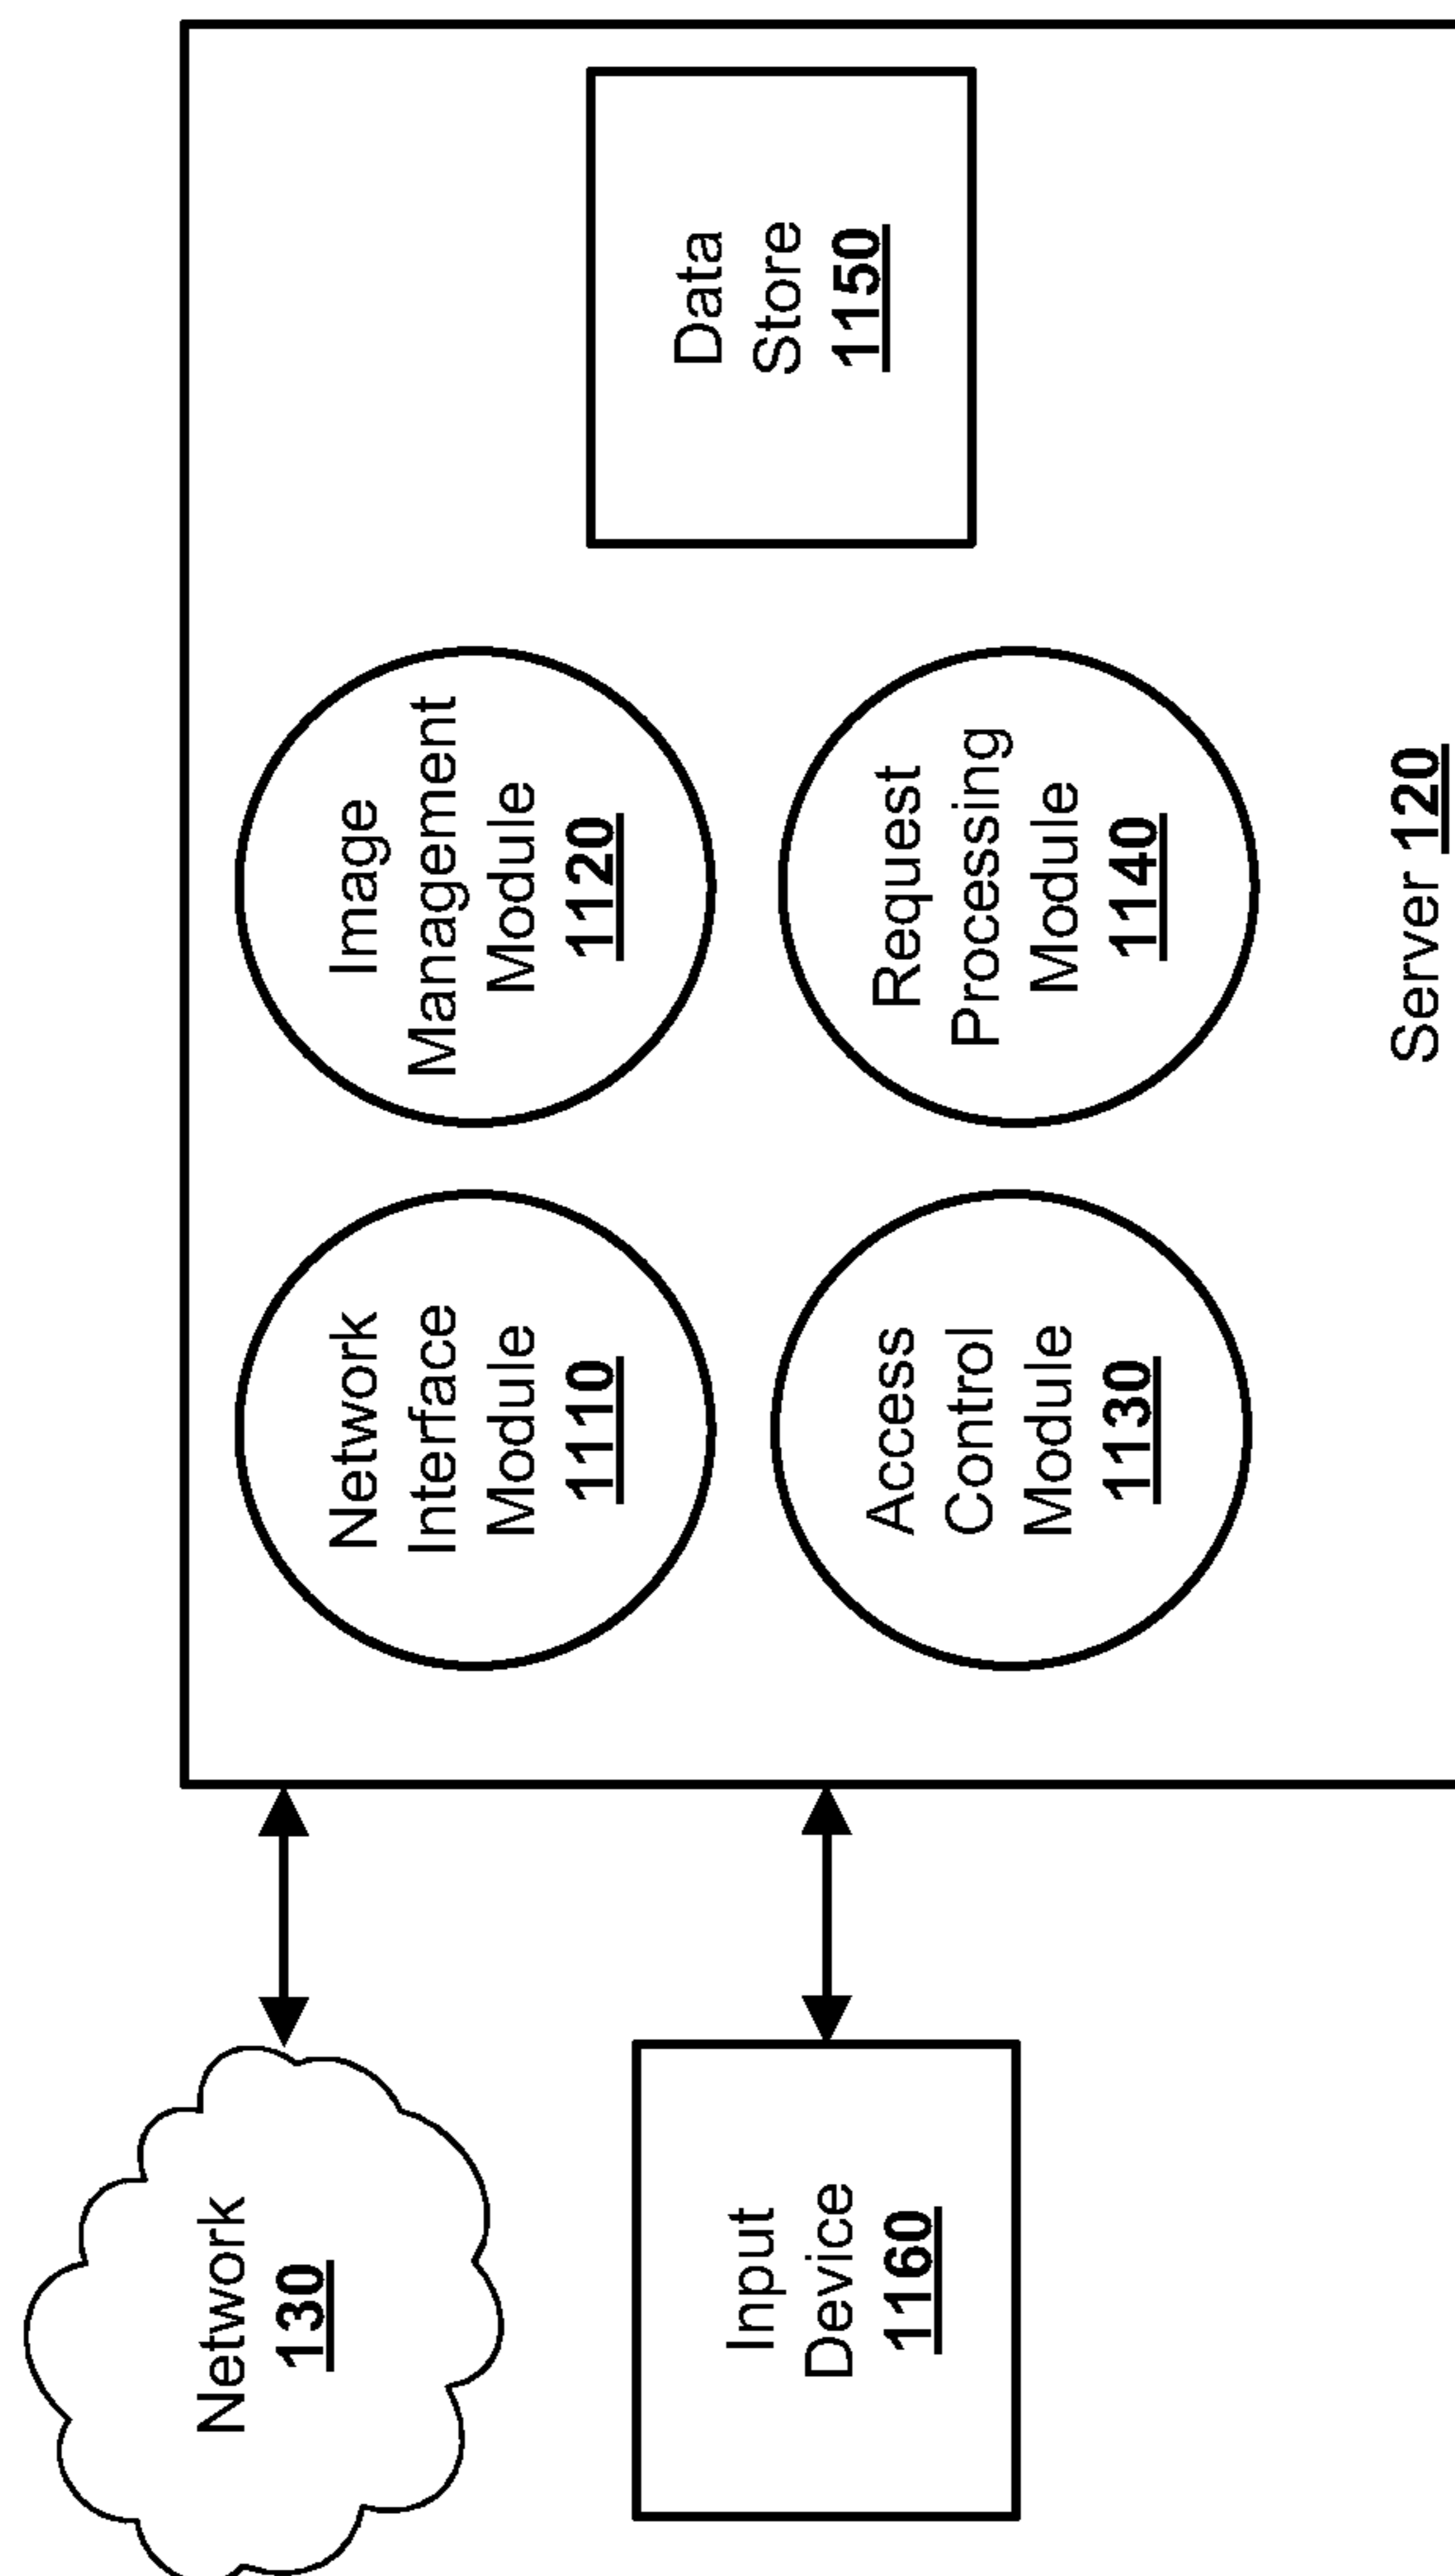 Network
130
Input
Device
1160
Network
Interface
Module
1110
Image
Management
Module
1120
Access
Control
Module
1130
Request
Processing
Module
1140
Data
Store
1150
Server 120